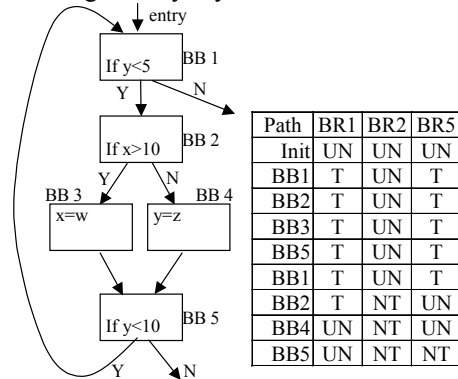 entry
If y<5
BB 1
Y
N
If x>10
BB 2
Y
N
BB 3
BB 4
x=w
y=z
If y<10
BB 5
Y
N
Path BR1 BR2 BR5
Init UN UN UN
BB1 T UN T
BB2 T UN T
BB3 T UN T
BB5 T UN T
BB1 T UN T
BB2 T NT UN
BB4 UN NT UN
BB5 UN NT NT